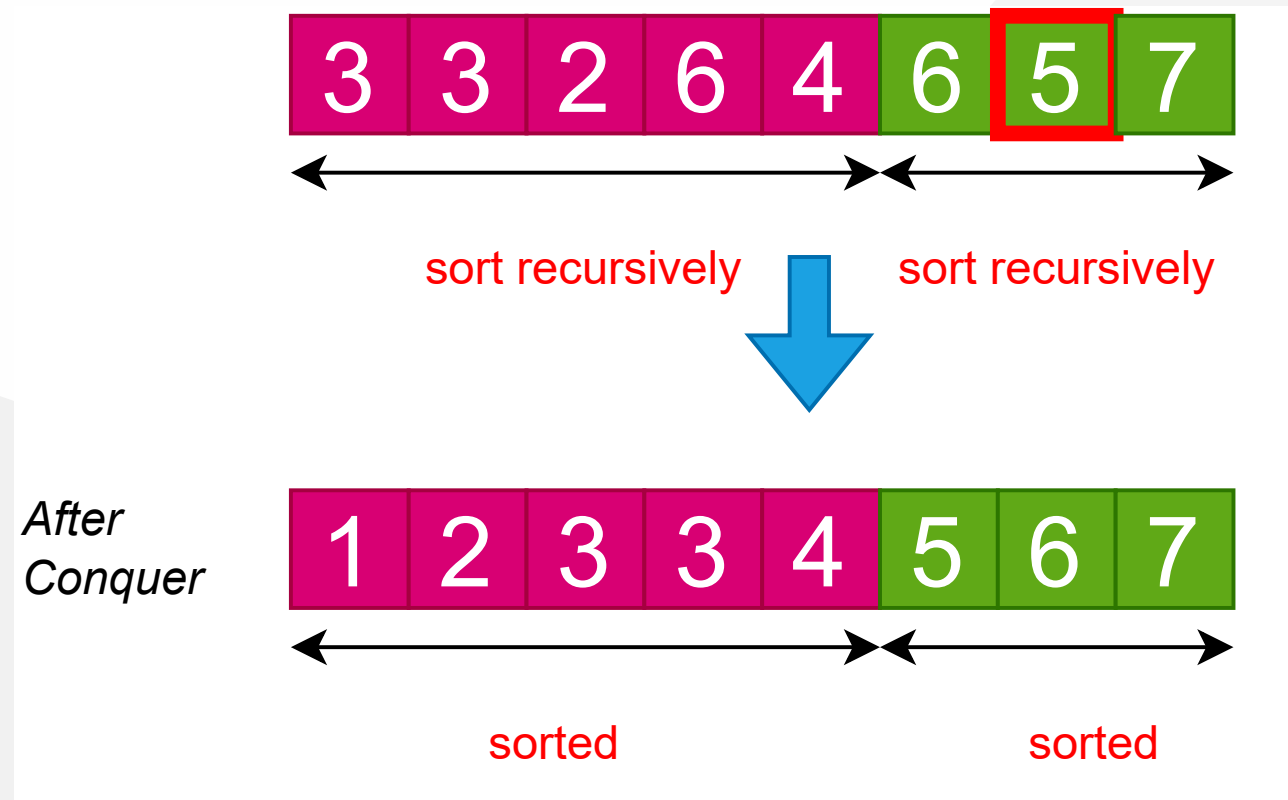 3 3 2 6 4 6 5 7
sort recursively sort recursively
After
Conquer
1 2 3 3 4 5 6 7
sorted sorted